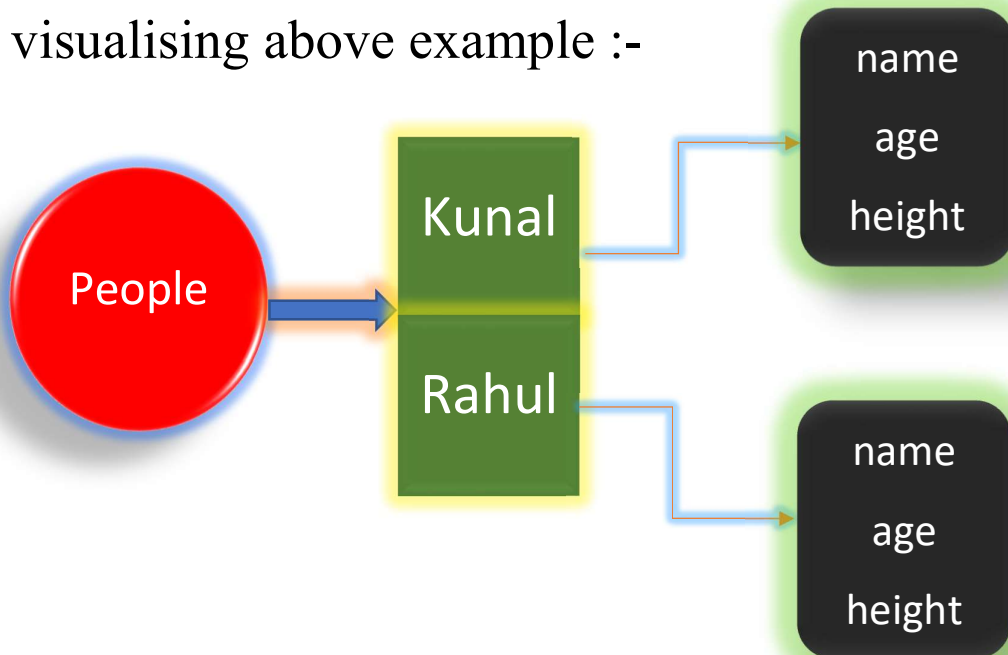 visualising above example :-
People
Kunal
Rahul
name
age
height
name
age
height